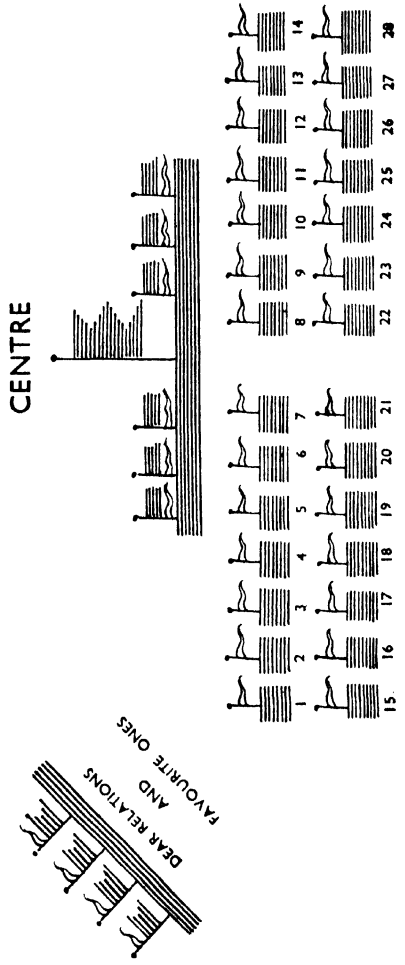 CENTRE
DEAR RELATIONS
AND
FAVOURITE ONES
1 2 3 4 5 6 7 8 9 10 11 12 13 14
15. 16 17 18 19 20 21 22 23 24 25 26 27 28